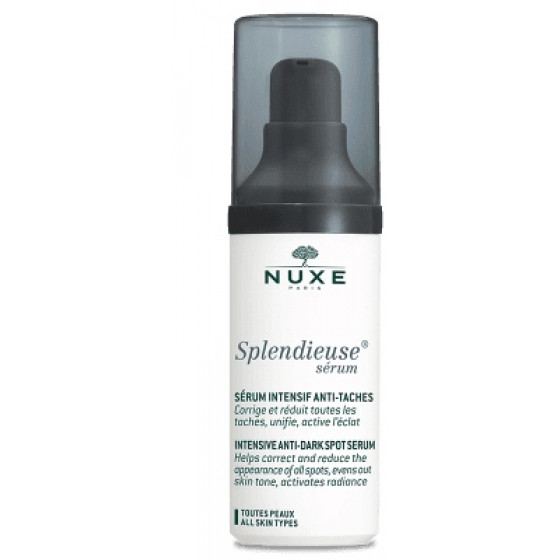 NUXE
PARIS
Splendieuse®
sérum
SÉRUM INTENSIF ANTI-TACHES
Corrige et réduit toutes les
taches, unifie, active l'éclat
INTENSIVE ANTI-DARK SPOT SERUM
Helps correct and reduce the
appearance of all spots, evens out
skin tone, activates radiance
TOUTES PEAUX
ALL SKIN TYPES